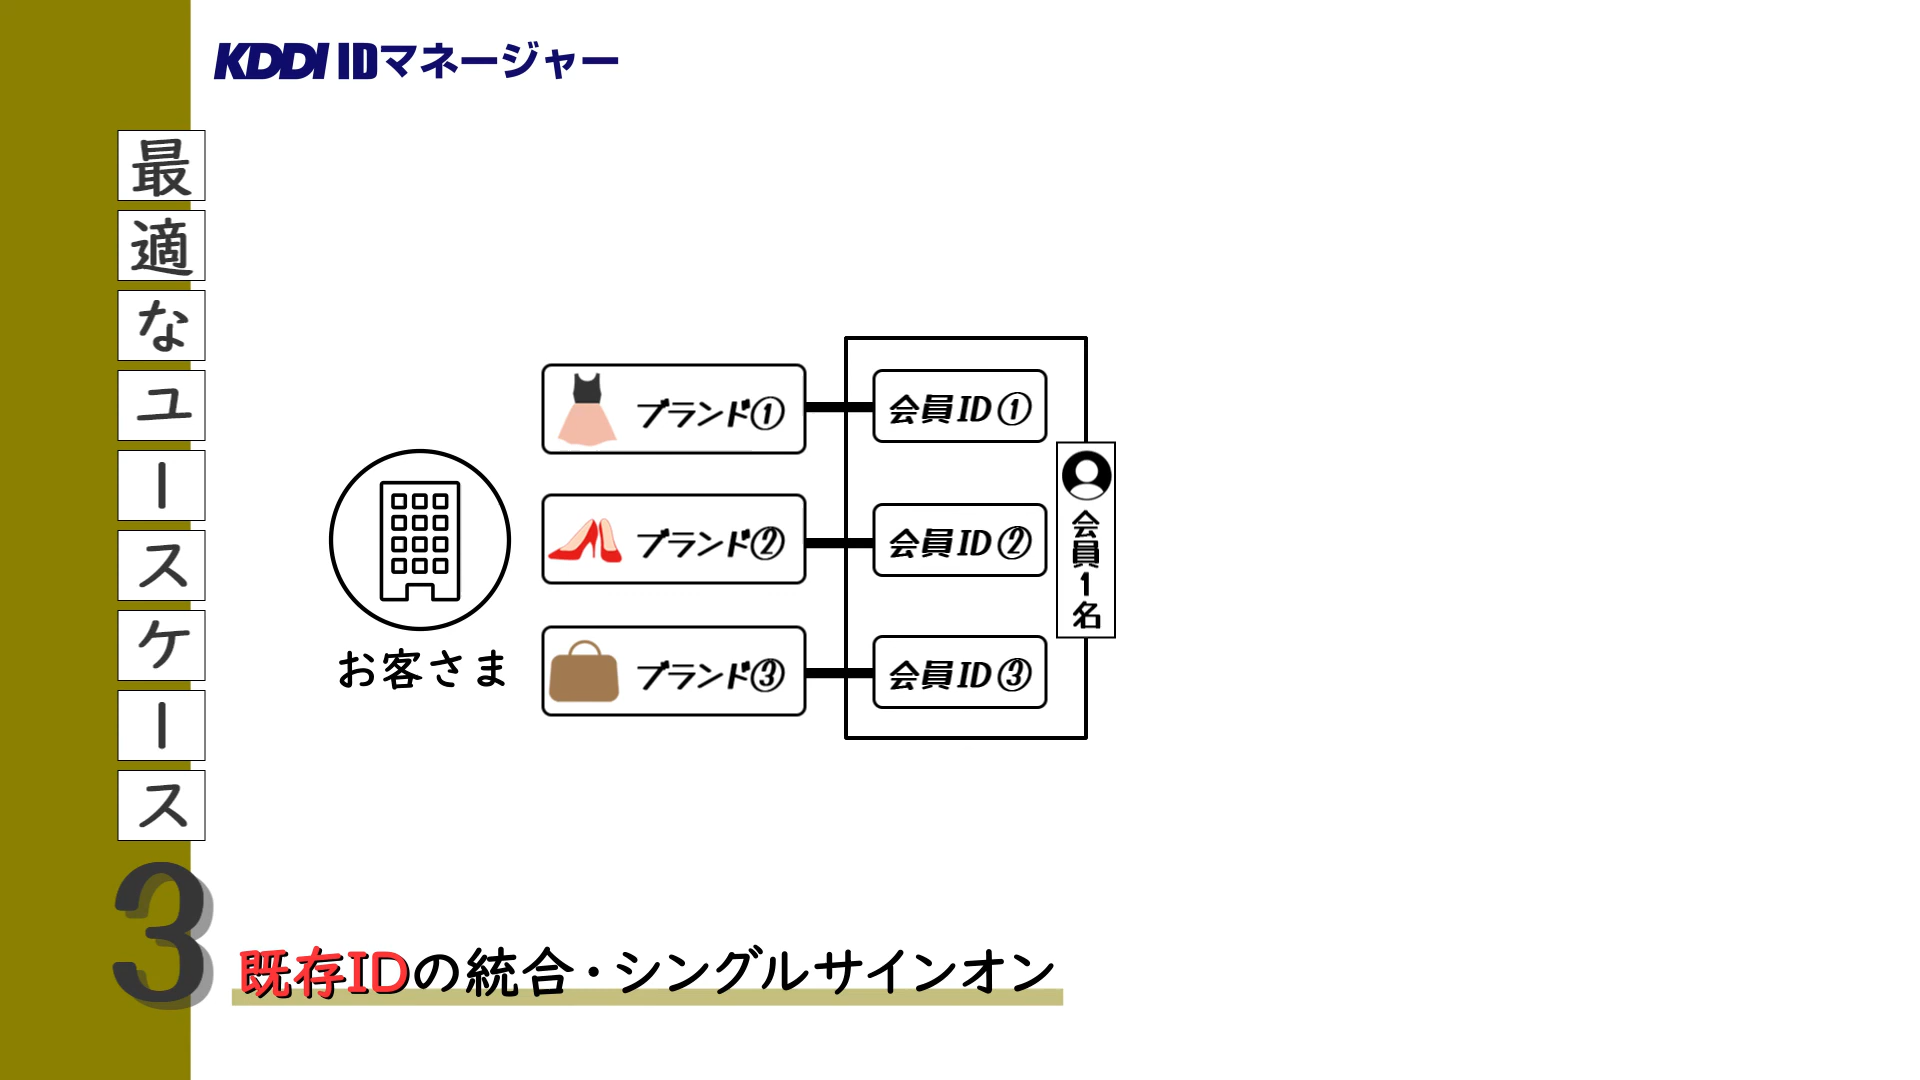 KDDI IDマネージャー
最適なユースケース
3
ブランド①
会員ID①
ブランド②
会員ID②
ブランド③
会員ID③
会員1名
お客さま
既存IDの統合・シングルサインオン